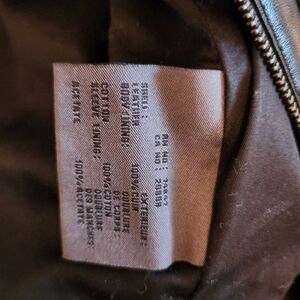 RN NO:
CA NO:
SHELL:
LEATHER
BODY LINING:
COTTON
SLEEVE LINING:
ACETATE
EXTERIEUR:
100% CUIR
DOUBLURE
DE CORPS:
100% COTON
DOUBLURE
DES MANCHES:
100% ACETATE